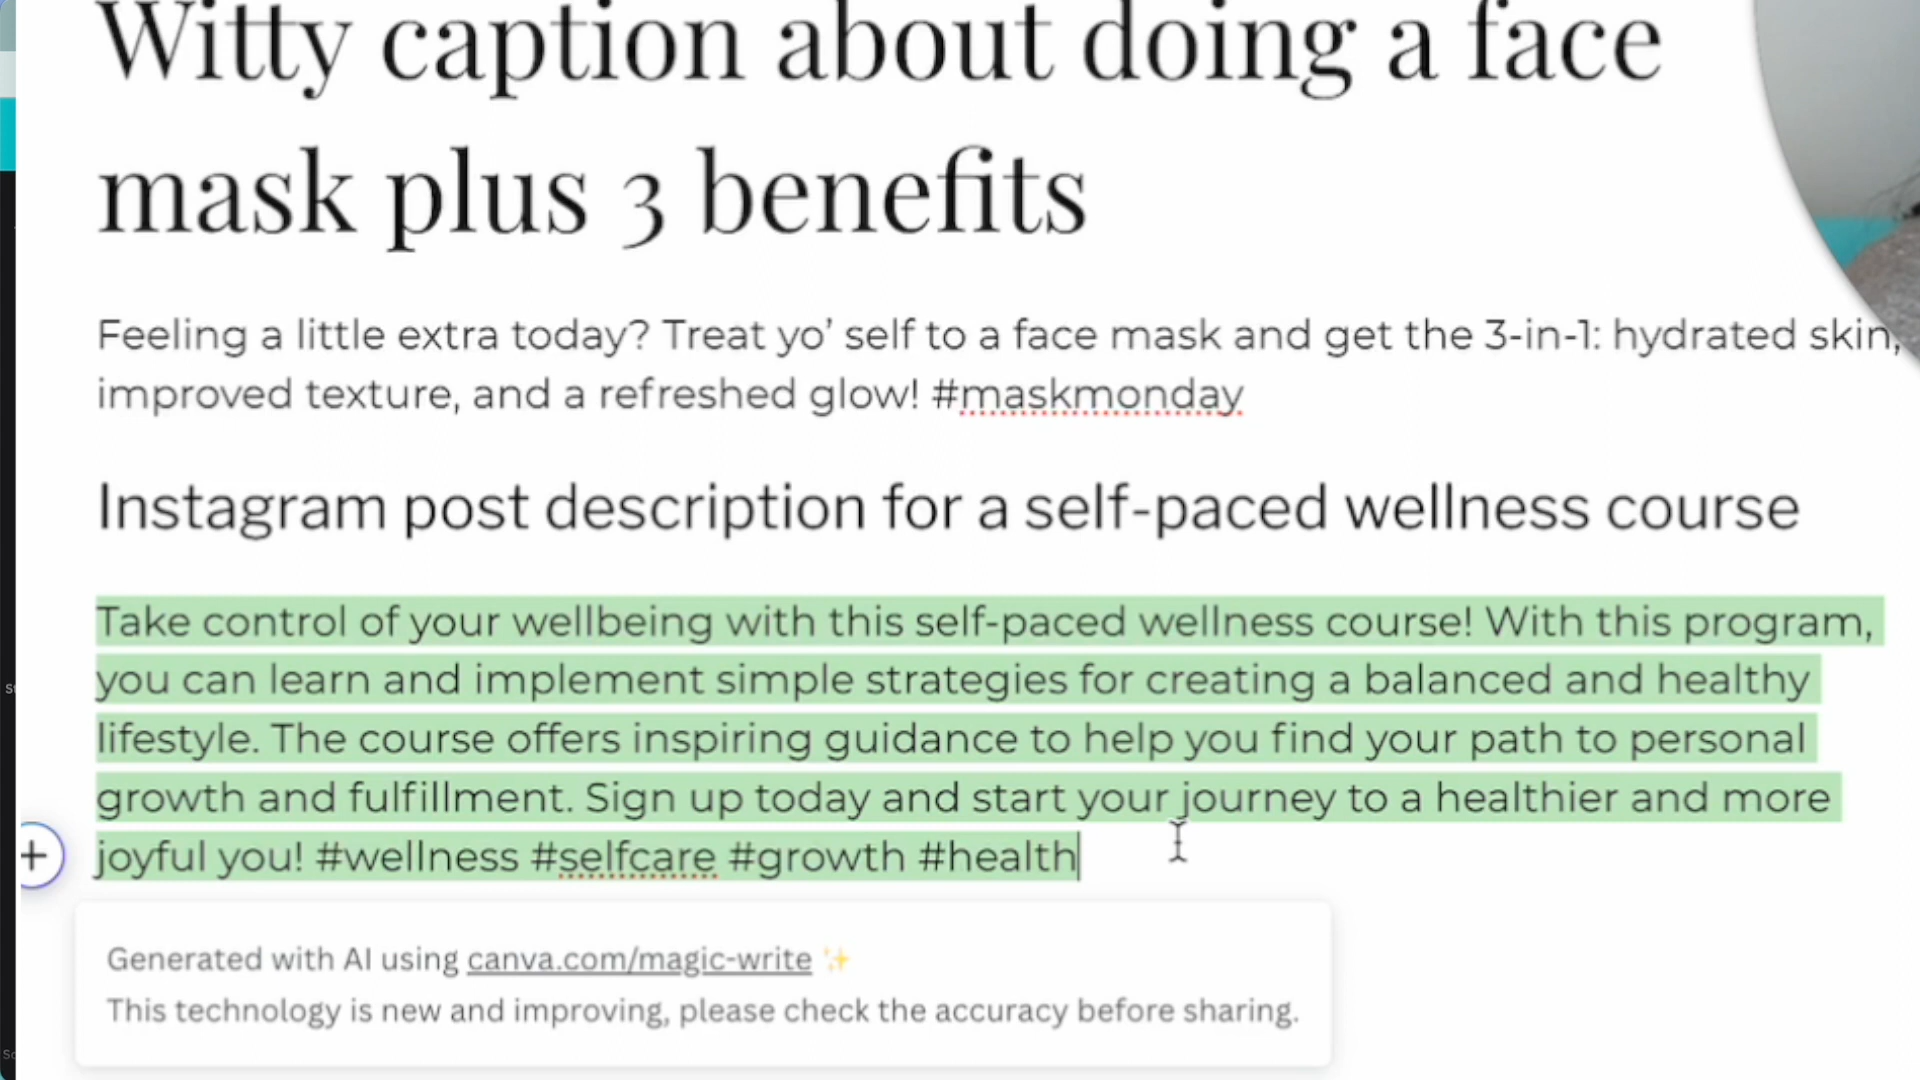 Witty caption about doing a face
mask plus 3 benefits
Feeling a little extra today? Treat yo’ self to a face mask and get the 3-in-1: hydrated skin,
improved texture, and a refreshed glow! #maskmonday
Instagram post description for a self-paced wellness course
Take control of your wellbeing with this self-paced wellness course! With this program,
you can learn and implement simple strategies for creating a balanced and healthy
lifestyle. The course offers inspiring guidance to help you find your path to personal
growth and fulfillment. Sign up today and start your journey to a healthier and more
joyful you! #wellness #selfcare #growth #health
Generated with AI using canva.com/magic-write ✨
This technology is new and improving, please check the accuracy before sharing.